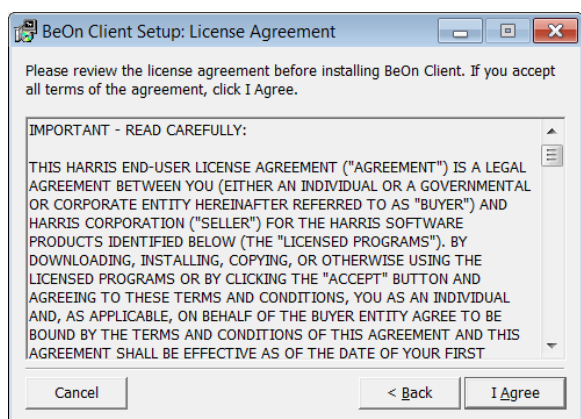 BeOn Client Setup: License Agreement
Please review the license agreement before installing BeOn Client. If you accept
all terms of the agreement, click I Agree.
IMPORTANT - READ CAREFULLY:
THIS HARRIS END-USER LICENSE AGREEMENT ("AGREEMENT") IS A LEGAL
AGREEMENT BETWEEN YOU (EITHER AN INDIVIDUAL OR A GOVERNMENTAL
OR CORPORATE ENTITY HEREINAFTER REFERRED TO AS "BUYER") AND
HARRIS CORPORATION ("SELLER") FOR THE HARRIS SOFTWARE
PRODUCTS IDENTIFIED BELOW (THE "LICENSED PROGRAMS"). BY
DOWNLOADING, INSTALLING, COPYING, OR OTHERWISE USING THE
LICENSED PROGRAMS OR BY CLICKING THE "ACCEPT" BUTTON AND
AGREEING TO THESE TERMS AND CONDITIONS, YOU AS AN INDIVIDUAL
AND, AS APPLICABLE, ON BEHALF OF THE BUYER ENTITY AGREE TO BE
BOUND BY THE TERMS AND CONDITIONS OF THIS AGREEMENT AND THIS
AGREEMENT SHALL BE EFFECTIVE AS OF THE DATE OF YOUR FIRST
Cancel
< Back
I Agree